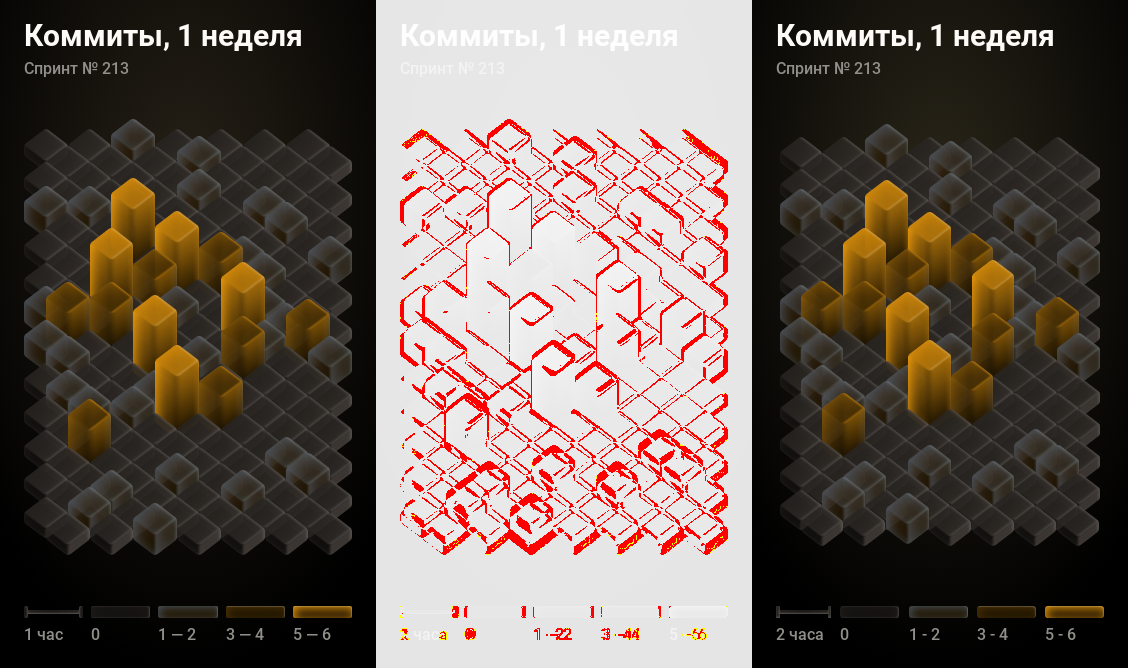 Коммиты, 1 неделя
Спринт № 213
1 час 0 1 – 2 3 – 4 5 – 6
Коммиты, 1 неделя
Спринт № 213
Коммиты, 1 неделя
Спринт № 213
2 часа 0 1 - 2 3 - 4 5 - 6